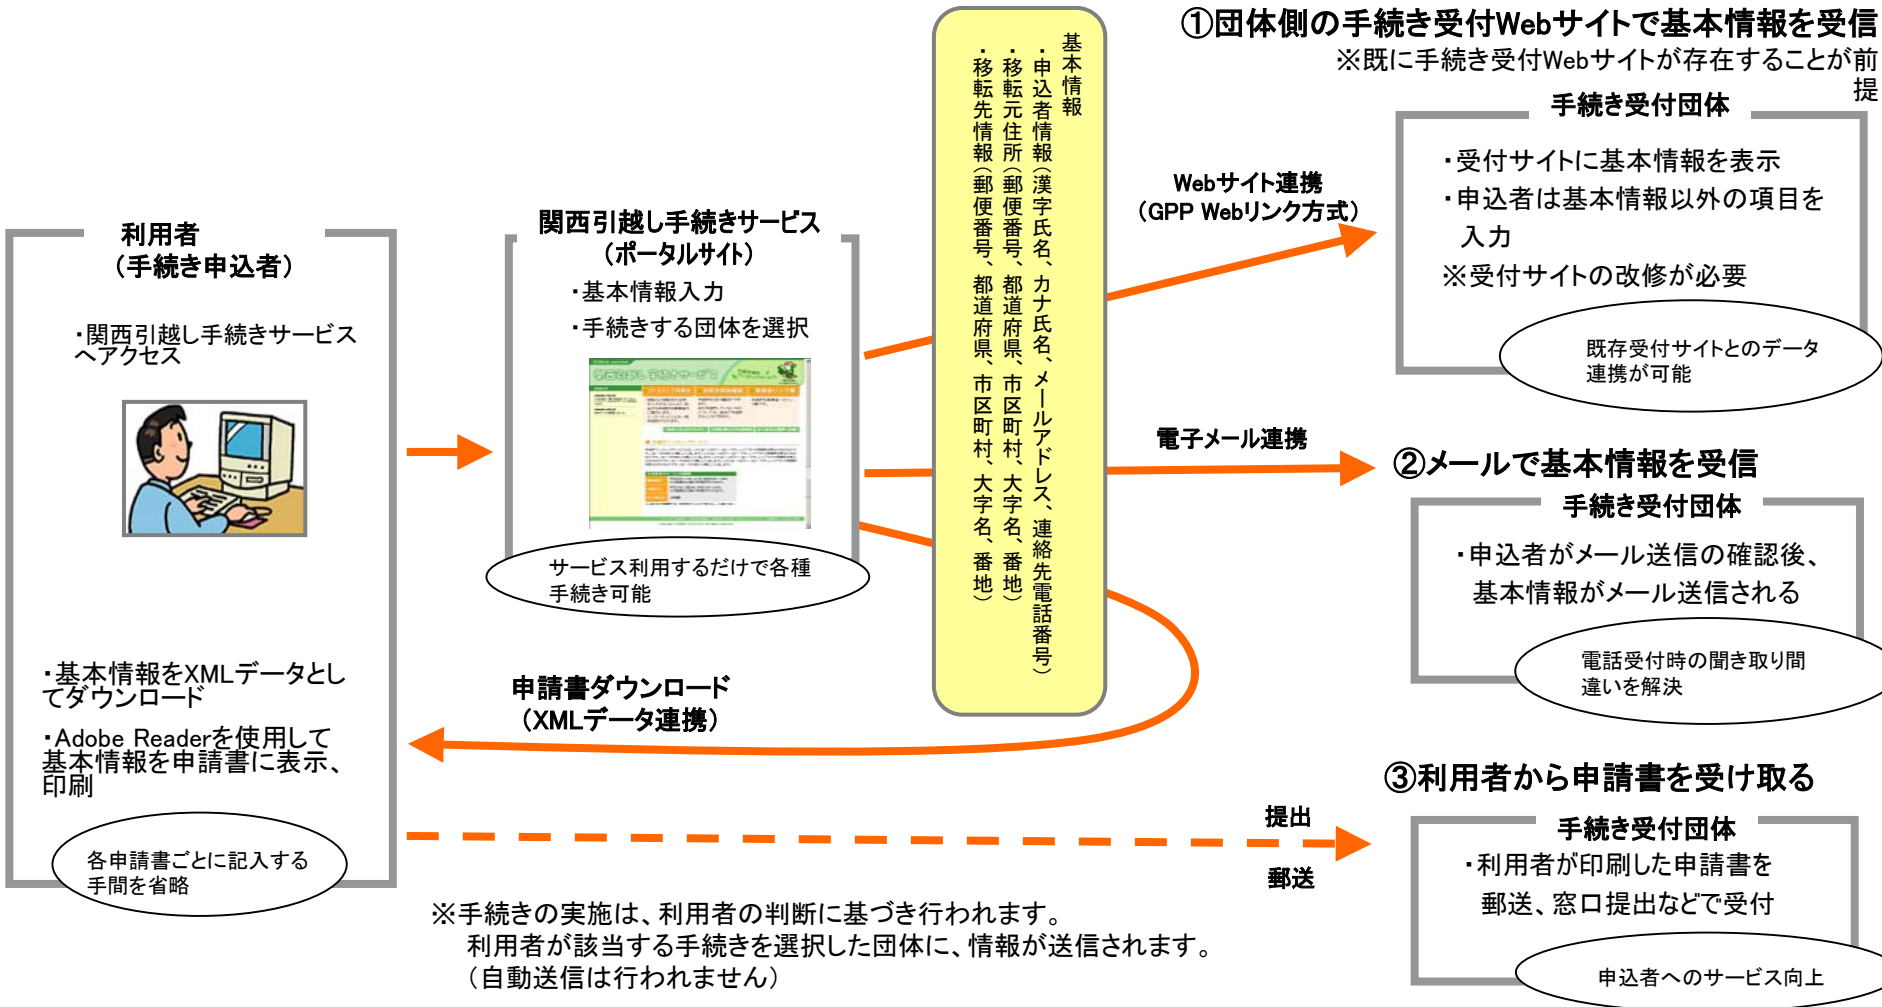 ①団体側の手続き受付Webサイトで基本情報を受信
※既に手続き受付Webサイトが存在することが前
提
手続き受付団体
・受付サイトに基本情報を表示
・申込者は基本情報以外の項目を
入力
※受付サイトの改修が必要
既存受付サイトとのデータ
連携が可能
基本情報
・申込者情報（漢字氏名、カナ氏名、メールアドレス、連絡先電話番号）
・移転元住所（郵便番号、都道府県、市区町村、大字名、番地）
・移転先情報（郵便番号、都道府県、市区町村、大字名、番地）
Webサイト連携
（GPP Webリンク方式）
利用者
（手続き申込者）
・関西引越し手続きサービス
へアクセス
関西引越し手続きサービス
（ポータルサイト）
・基本情報入力
・手続きする団体を選択
関西引越し手続きサービス
サービス利用するだけで各種
手続き可能
電子メール連携
②メールで基本情報を受信
手続き受付団体
・申込者がメール送信の確認後、
基本情報がメール送信される
電話受付時の聞き取り間
違いを解決
・基本情報をXMLデータとし
てダウンロード
・Adobe Readerを使用して
基本情報を申請書に表示、
印刷
各申請書ごとに記入する
手間を省略
申請書ダウンロード
（XMLデータ連携）
③利用者から申請書を受け取る
提出
郵送
手続き受付団体
・利用者が印刷した申請書を
郵送、窓口提出などで受付
申込者へのサービス向上
※手続きの実施は、利用者の判断に基づき行われます。
利用者が該当する手続きを選択した団体に、情報が送信されます。
（自動送信は行われません）